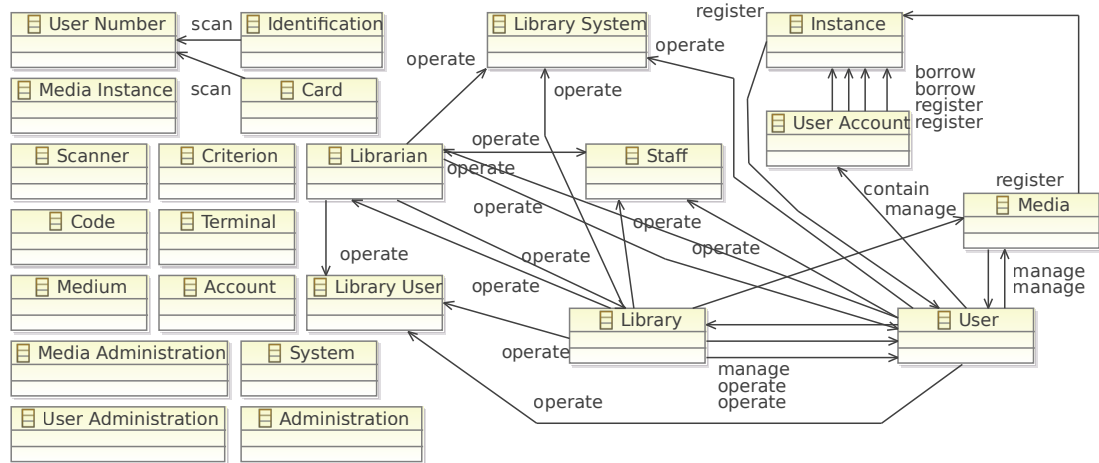 User Number
scan
Identification
Library System
register
Instance
operate
operate
Media Instance
scan
Card
operate
borrow
borrow
register
register
User Account
Scanner
Criterion
Librarian
operate
operate
Staff
Code
Terminal
operate
operate
contain
manage
register
Media
operate
operate
operate
operate
Medium
Account
Library User
manage
manage
Library
User
Media Administration
System
operate
manage
operate
operate
User Administration
Administration
operate